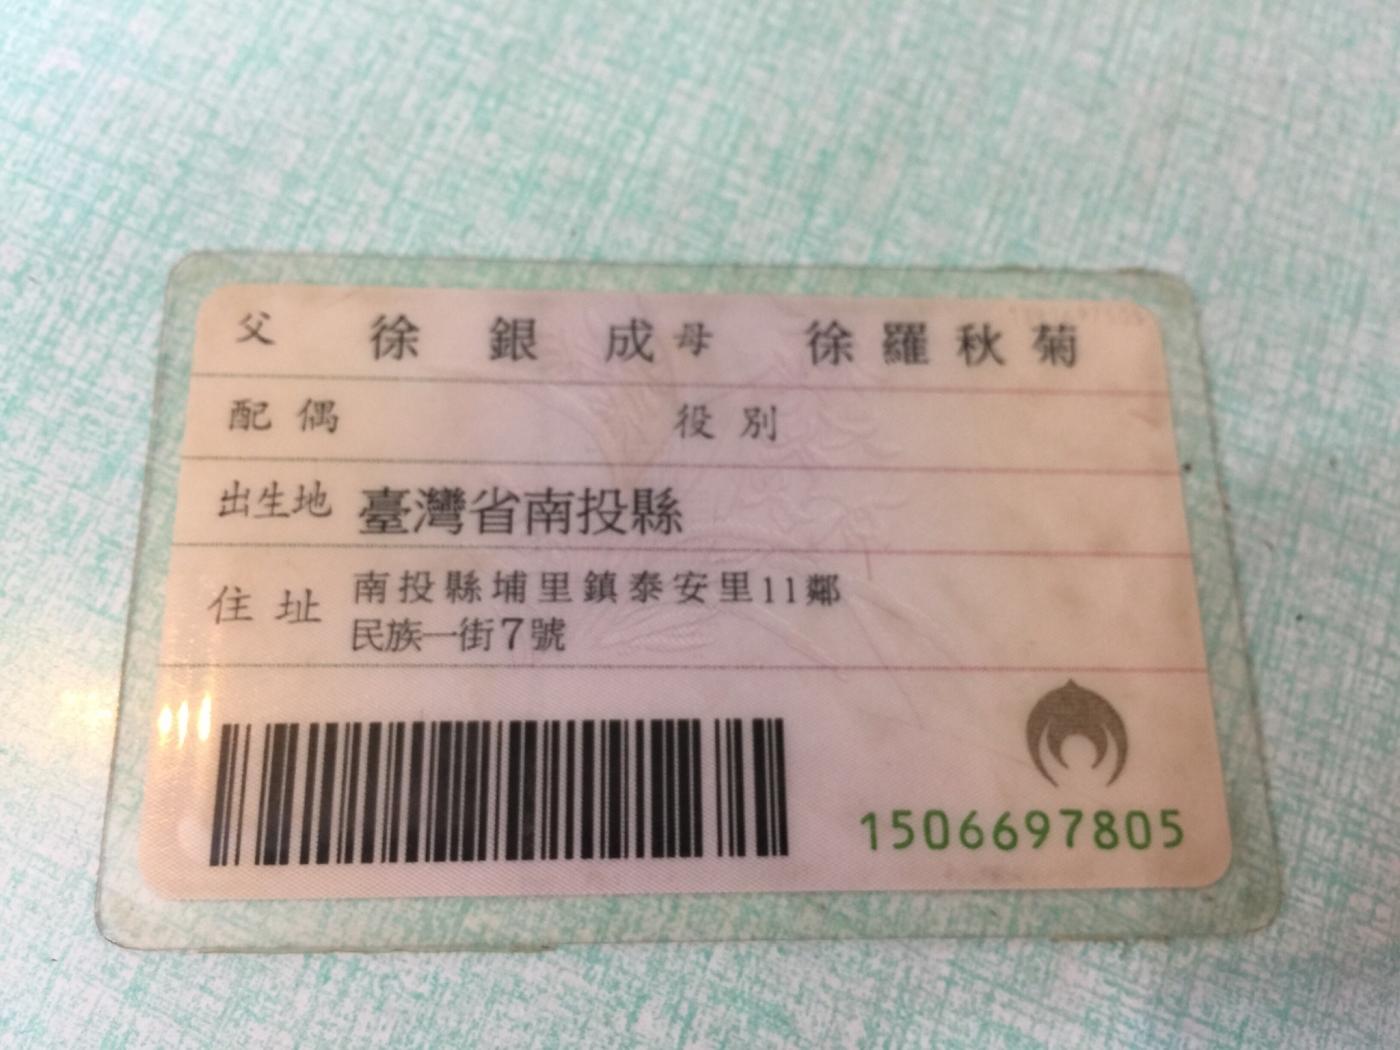 父 徐銀成 母 徐羅秋菊
配偶 役別
出生地 臺灣省南投縣
住址 南投縣埔里鎮泰安里11鄰
民族一街7號
1506697805